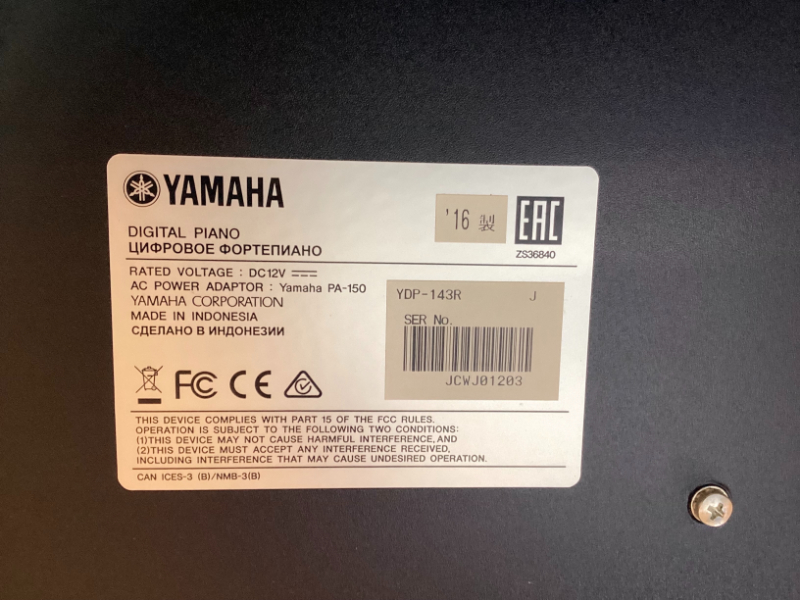 YAMAHA
'16 製
EAC
ZS36840
DIGITAL PIANO
ЦИФРОВОЕ ФОРТЕПИАНО
RATED VOLTAGE : DC12V
AC POWER ADAPTOR : Yamaha PA-150
YAMAHA CORPORATION
MADE IN INDONESIA
СДЕЛАНО В ИНДОНЕЗИИ
YDP-143R J
SER No.
JCWJ01203
FC CE
THIS DEVICE COMPLIES WITH PART 15 OF THE FCC RULES.
OPERATION IS SUBJECT TO THE FOLLOWING TWO CONDITIONS:
(1)THIS DEVICE MAY NOT CAUSE HARMFUL INTERFERENCE,AND
(2)THIS DEVICE MUST ACCEPT ANY INTERFERENCE RECEIVED,
INCLUDING INTERFERENCE THAT MAY CAUSE UNDESIRED OPERATION.
CAN ICES-3 (B)/NMB-3(B)